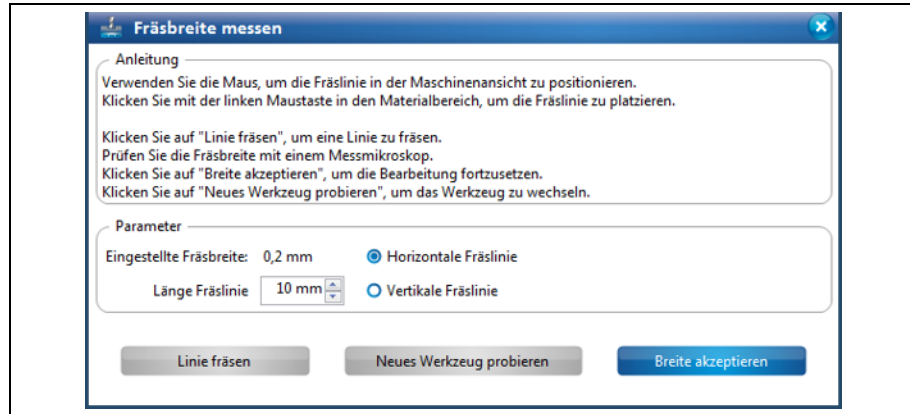 Fräsbreite messen
Anleitung
Verwenden Sie die Maus, um die Fräslinie in der Maschinenansicht zu positionieren.
Klicken Sie mit der linken Maustaste in den Materialbereich, um die Fräslinie zu platzieren.
Klicken Sie auf "Linie fräsen", um eine Linie zu fräsen.
Prüfen Sie die Fräsbreite mit einem Messmikroskop.
Klicken Sie auf "Breite akzeptieren", um die Bearbeitung fortzusetzen.
Klicken Sie auf "Neues Werkzeug probieren", um das Werkzeug zu wechseln.
Parameter
Eingestellte Fräsbreite: 0,2 mm Horizontale Fräslinie
Länge Fräslinie 10 mm Vertikale Fräslinie
Linie fräsen Neues Werkzeug probieren Breite akzeptieren